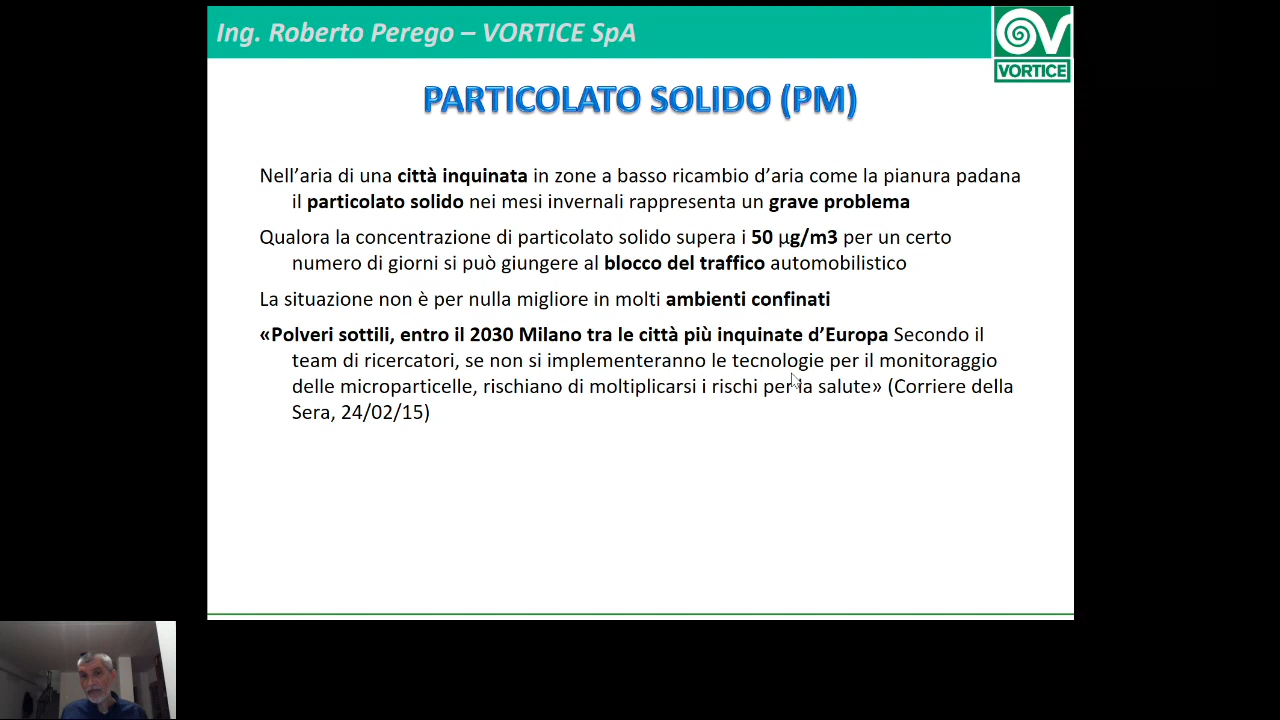 Ing. Roberto Perego – VORTICE SpA
VORTICE
PARTICOLATO SOLIDO (PM)
Nell’aria di una città inquinata in zone a basso ricambio d’aria come la pianura padana
il particolato solido nei mesi invernali rappresenta un grave problema
Qualora la concentrazione di particolato solido supera i 50 µg/m3 per un certo
numero di giorni si può giungere al blocco del traffico automobilistico
La situazione non è per nulla migliore in molti ambienti confinati
«Polveri sottili, entro il 2030 Milano tra le città più inquinate d’Europa Secondo il
team di ricercatori, se non si implementeranno le tecnologie per il monitoraggio
delle microparticelle, rischiano di moltiplicarsi i rischi per la salute» (Corriere della
Sera, 24/02/15)